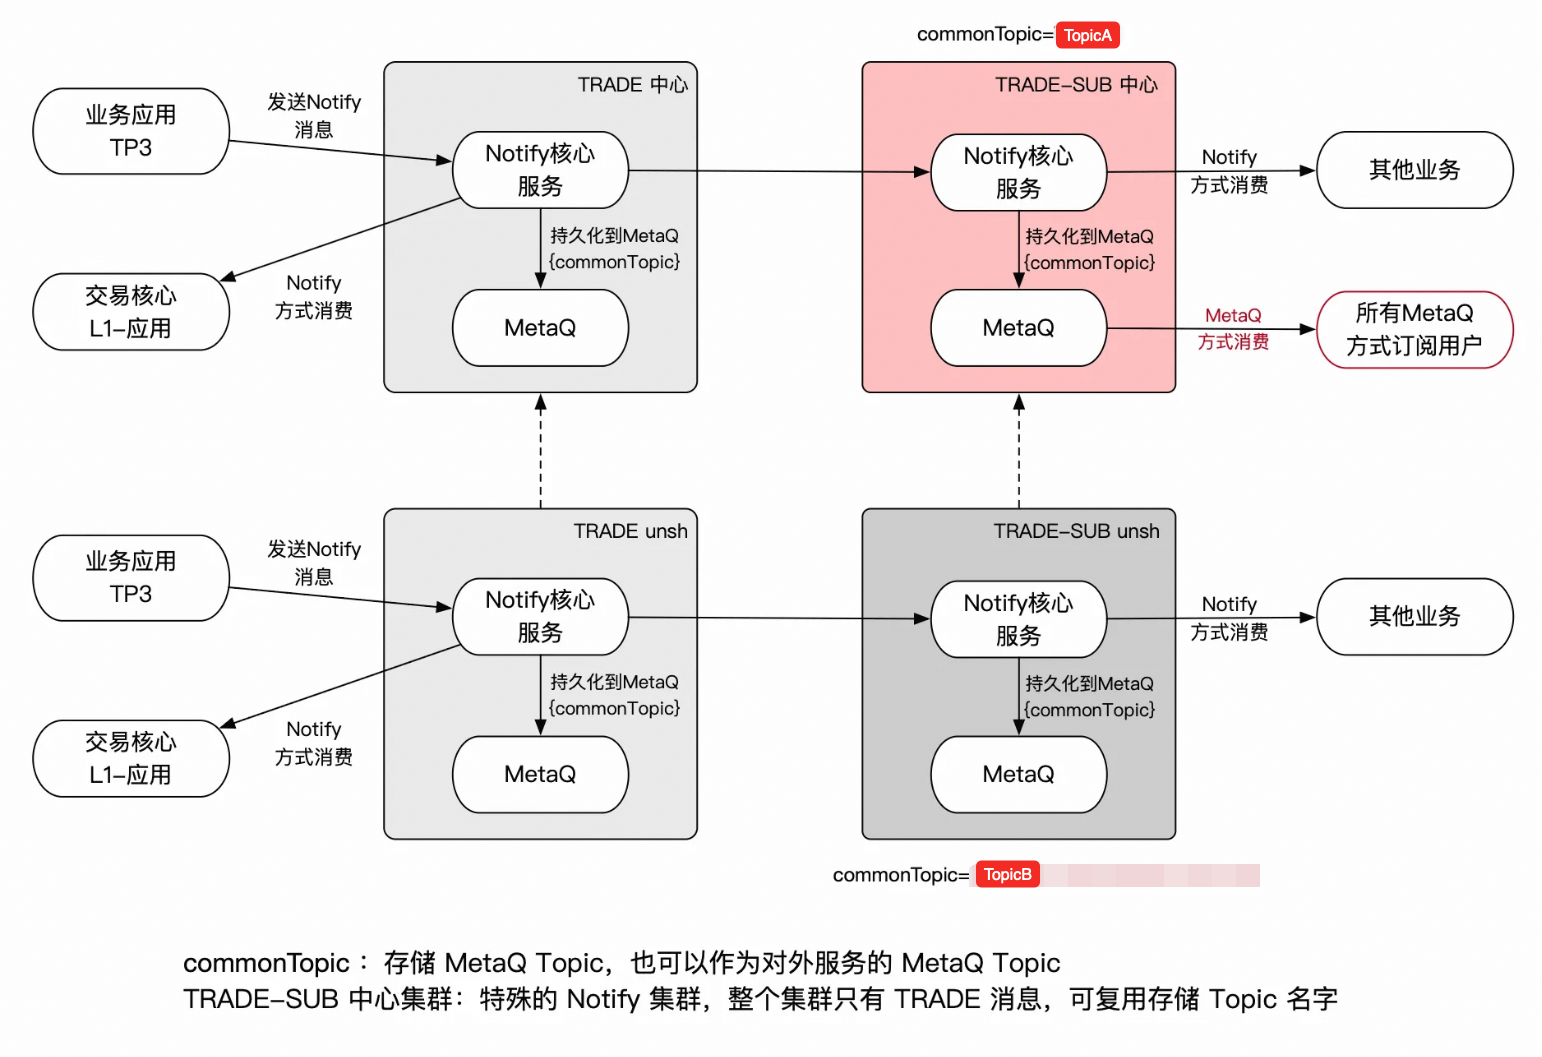 commonTopic= TopicA
TRADE 中心
TRADE-SUB 中心
业务应用
TP3
发送Notify
消息
Notify核心
服务
Notify核心
服务
Notify
方式消费
其他业务
持久化到MetaQ
{commonTopic}
持久化到MetaQ
{commonTopic}
交易核心
L1-应用
Notify
方式消费
MetaQ
MetaQ
MetaQ
方式消费
所有MetaQ
方式订阅用户
TRADE unsh
TRADE-SUB unsh
业务应用
TP3
发送Notify
消息
Notify核心
服务
Notify核心
服务
Notify
方式消费
其他业务
持久化到MetaQ
{commonTopic}
持久化到MetaQ
{commonTopic}
交易核心
L1-应用
Notify
方式消费
MetaQ
MetaQ
commonTopic= TopicB
commonTopic： 存储 MetaQ Topic，也可以作为对外服务的 MetaQ Topic
TRADE-SUB 中心集群：特殊的 Notify 集群，整个集群只有 TRADE 消息，可复用存储 Topic 名字